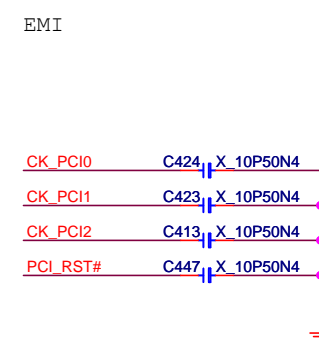 EMI
CK_PCI0 C424 X_10P50N4
CK_PCI1 C423 X_10P50N4
CK_PCI2 C413 X_10P50N4
PCI_RST# C447 X_10P50N4